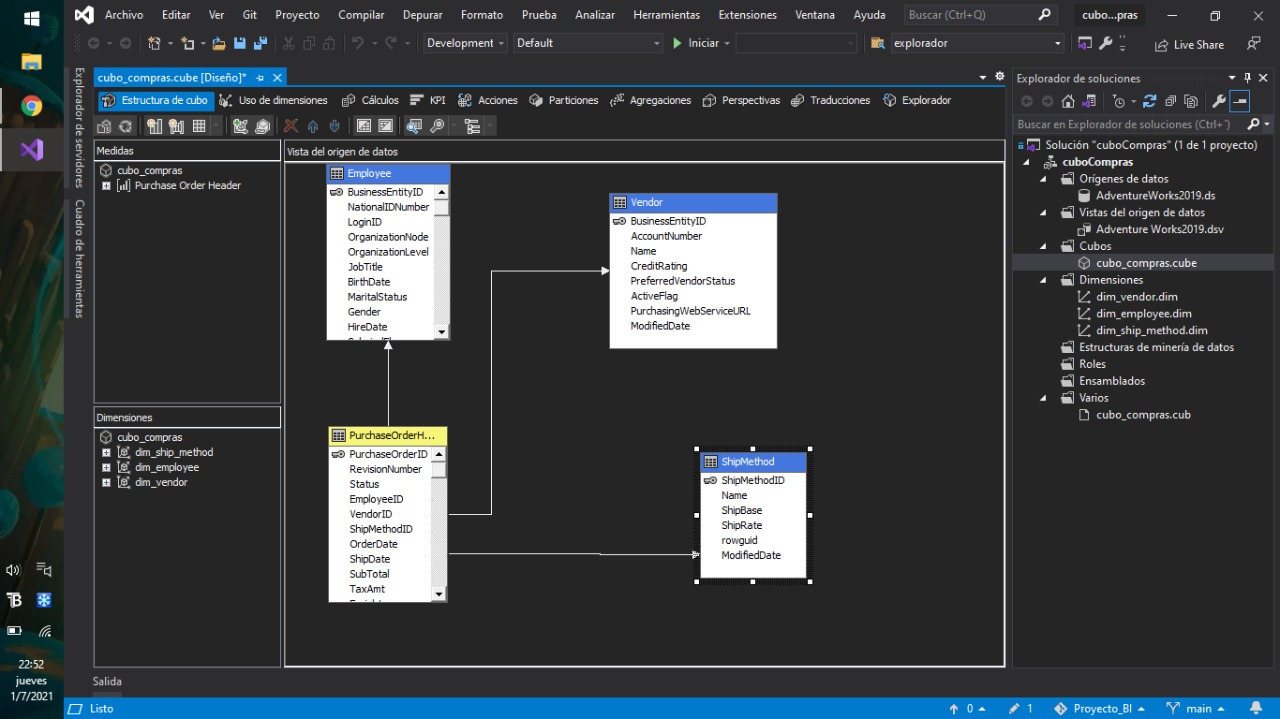 Archivo Editar Ver Git Proyecto Compilar Depurar Formato Prueba Analizar Herramientas Extensiones Ventana Ayuda Buscar (Ctrl+Q) cubo...pras
Development Default Iniciar explorador Live Share
Explorador de servidores
Cuadro de herramientas
cubo_compras.cube [Diseño]*
Estructura de cubo Uso de dimensiones Cálculos KPI Acciones Particiones Agregaciones Perspectivas Traducciones Explorador
Medidas
cubo_compras
Purchase Order Header
Dimensiones
cubo_compras
dim_ship_method
dim_employee
dim_vendor
Vista del origen de datos
Employee
BusinessEntityID
NationalIDNumber
LoginID
OrganizationNode
OrganizationLevel
JobTitle
BirthDate
MaritalStatus
Gender
HireDate
Vendor
BusinessEntityID
AccountNumber
Name
CreditRating
PreferredVendorStatus
ActiveFlag
PurchasingWebServiceURL
ModifiedDate
PurchaseOrderH...
PurchaseOrderID
RevisionNumber
Status
EmployeeID
VendorID
ShipMethodID
OrderDate
ShipDate
SubTotal
TaxAmt
ShipMethod
ShipMethodID
Name
ShipBase
ShipRate
rowguid
ModifiedDate
Explorador de soluciones
Buscar en Explorador de soluciones (Ctrl+´)
Solución "cuboCompras" (1 de 1 proyecto)
cuboCompras
Orígenes de datos
AdventureWorks2019.ds
Vistas del origen de datos
Adventure Works2019.dsv
Cubos
cubo_compras.cube
Dimensiones
dim_vendor.dim
dim_employee.dim
dim_ship_method.dim
Estructuras de minería de datos
Roles
Ensamblados
Varios
cubo_compras.cub
Salida
Listo 0 1 Proyecto_BI main
22:52
jueves
1/7/2021